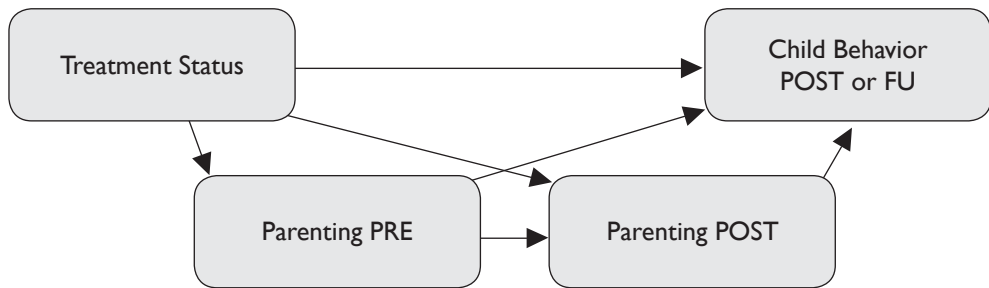 Treatment Status
Child Behavior
POST or FU
Parenting PRE
Parenting POST